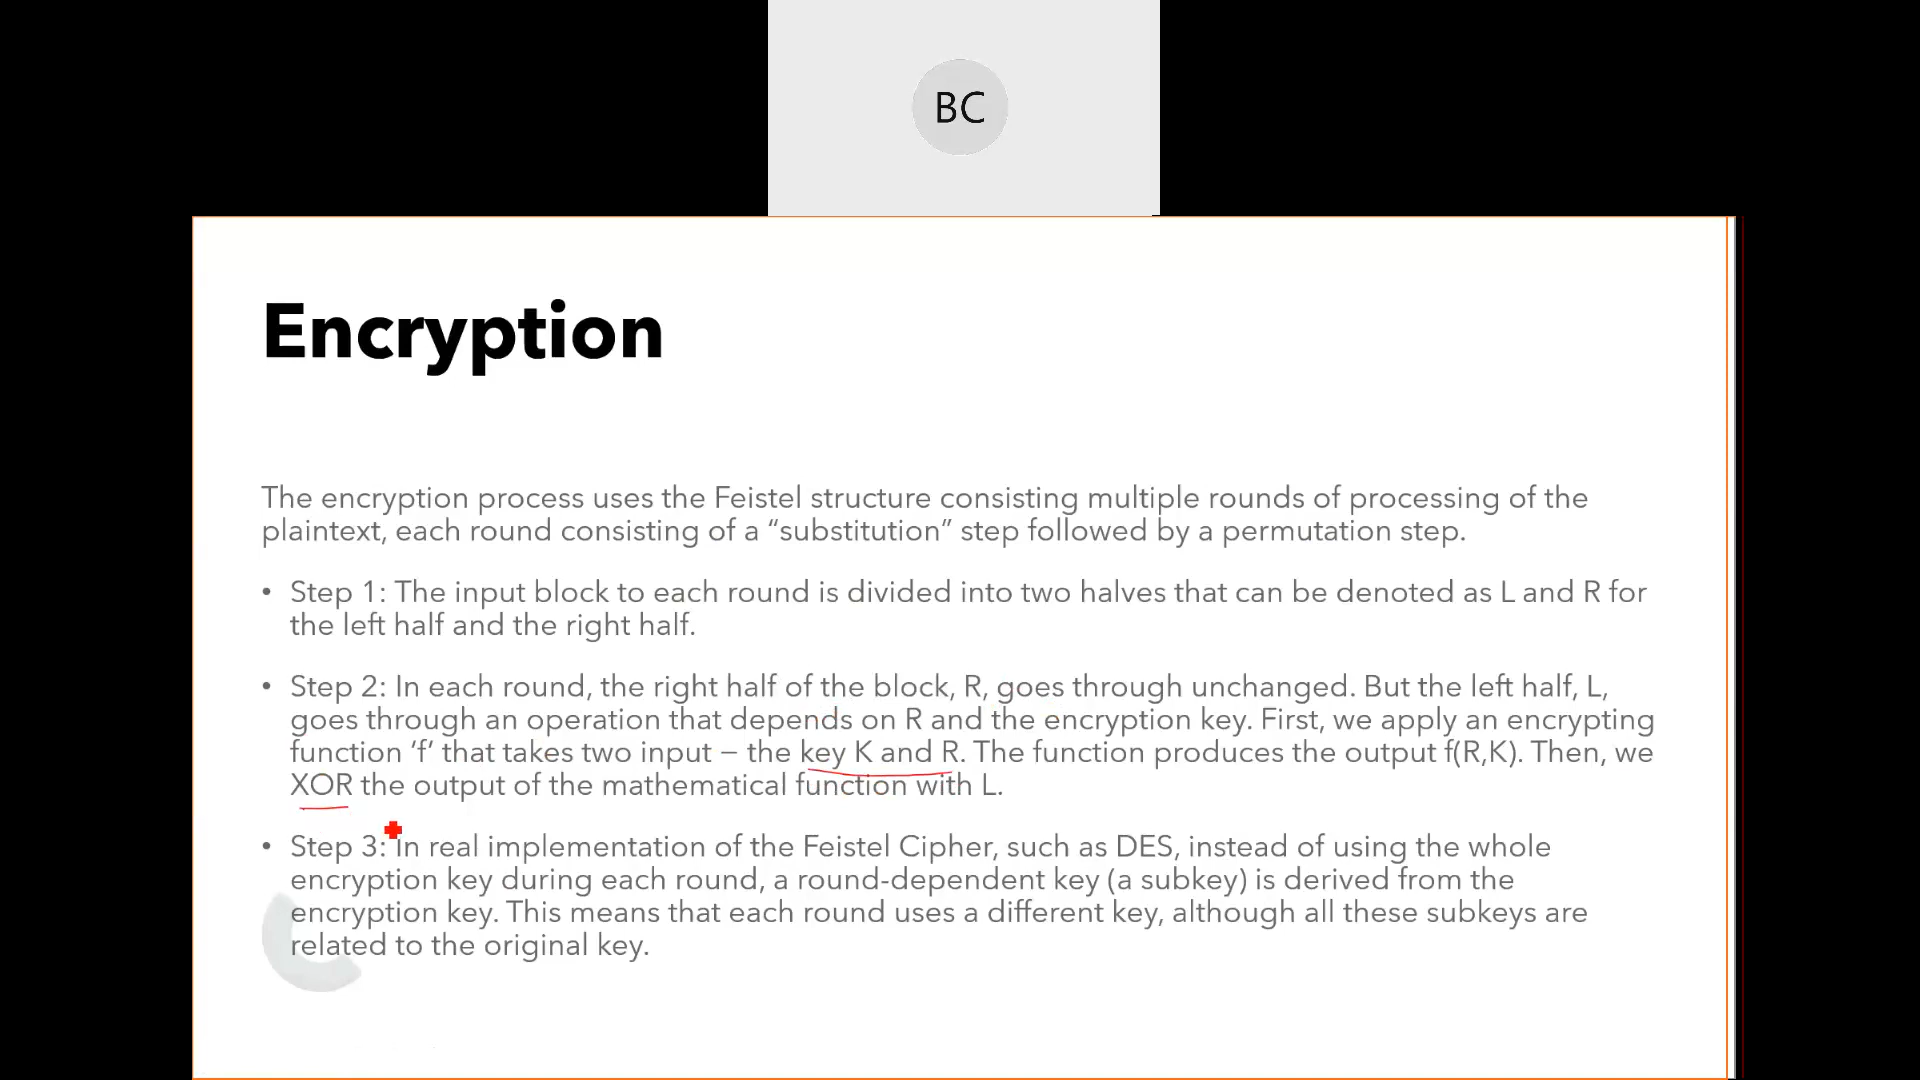 BC
Encryption
The encryption process uses the Feistel structure consisting multiple rounds of processing of the
plaintext, each round consisting of a “substitution” step followed by a permutation step.
• Step 1: The input block to each round is divided into two halves that can be denoted as L and R for
the left half and the right half.
• Step 2: In each round, the right half of the block, R, goes through unchanged. But the left half, L,
goes through an operation that depends on R and the encryption key. First, we apply an encrypting
function ‘f’ that takes two input – the key K and R. The function produces the output f(R,K). Then, we
XOR the output of the mathematical function with L.
• Step 3: In real implementation of the Feistel Cipher, such as DES, instead of using the whole
encryption key during each round, a round-dependent key (a subkey) is derived from the
encryption key. This means that each round uses a different key, although all these subkeys are
related to the original key.